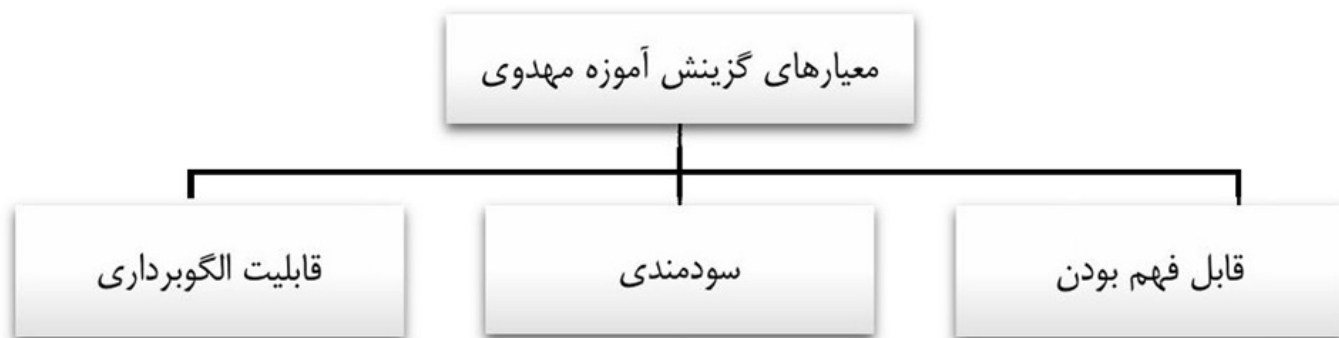 معیارهای گزینش آموزه مهدوی
قابل فهم بودن
سودمندی
قابلیت الگوبرداری